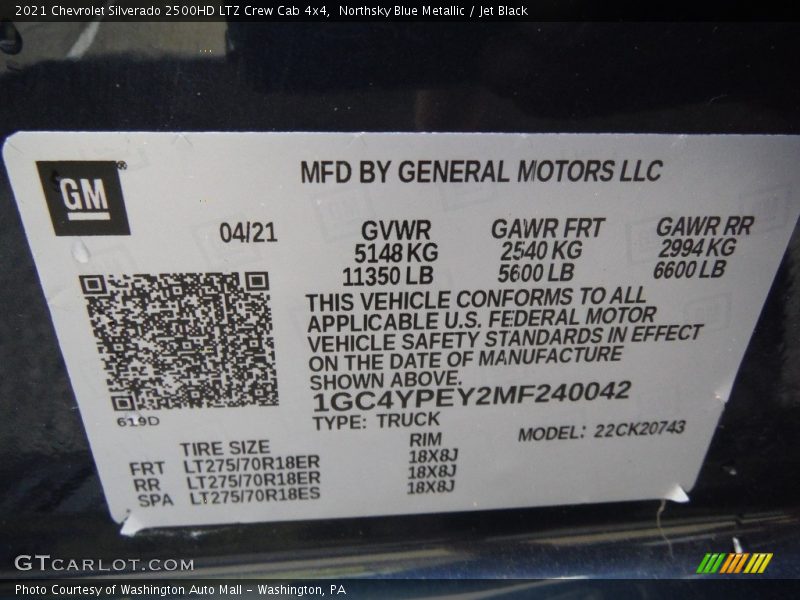 2021 Chevrolet Silverado 2500HD LTZ Crew Cab 4x4,  Northsky Blue Metallic / Jet Black
GM®
MFD BY GENERAL MOTORS LLC
04/21
GVWR GAWR FRT GAWR RR
5148 KG 2540 KG 2994 KG
11350 LB 5600 LB 6600 LB
THIS VEHICLE CONFORMS TO ALL
APPLICABLE U.S. FEDERAL MOTOR
VEHICLE SAFETY STANDARDS IN EFFECT
ON THE DATE OF MANUFACTURE
SHOWN ABOVE.
1GC4YPEY2MF240042
619D
TYPE: TRUCK
MODEL: 22CK20743
TIRE SIZE RIM
FRT LT275/70R18ER 18X8J
RR LT275/70R18ER 18X8J
SPA LT275/70R18ES 18X8J
GTCARLOT.COM
Photo Courtesy of Washington Auto Mall – Washington, PA